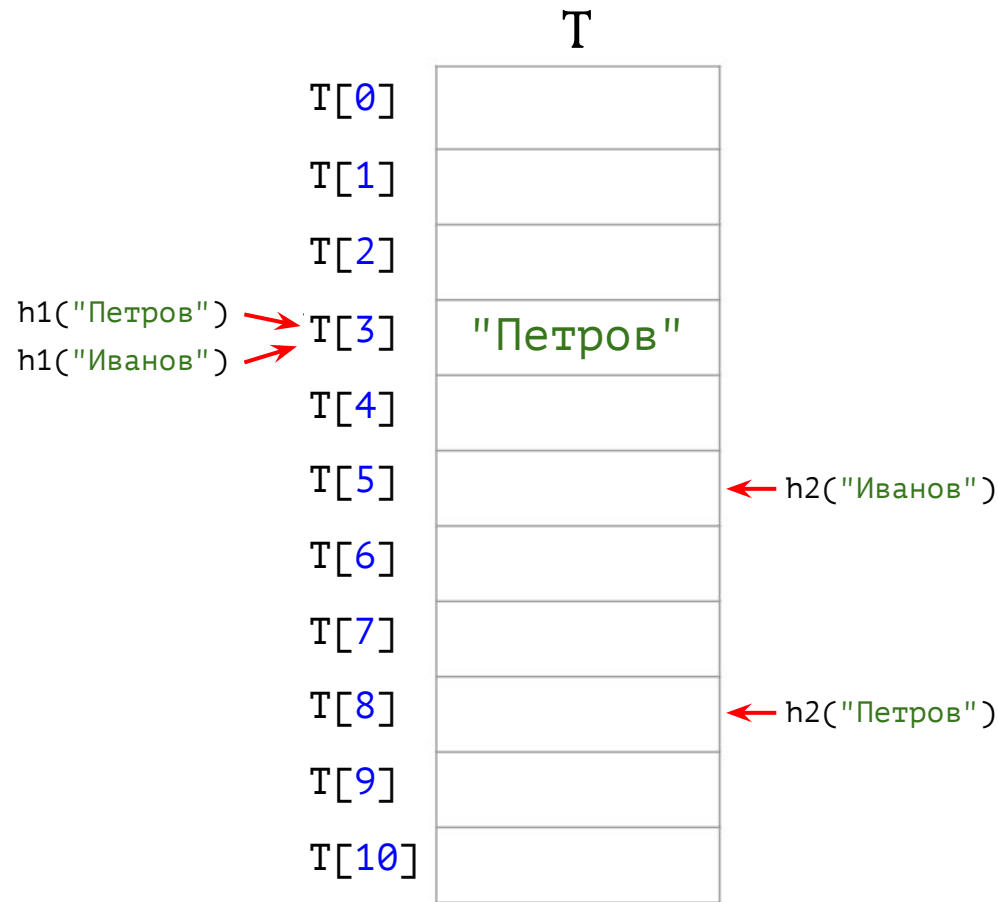 T
T[0]
T[1]
T[2]
h1("Петров")
h1("Иванов")
T[3]
"Петров"
T[4]
T[5]
h2("Иванов")
T[6]
T[7]
T[8]
h2("Петров")
T[9]
T[10]